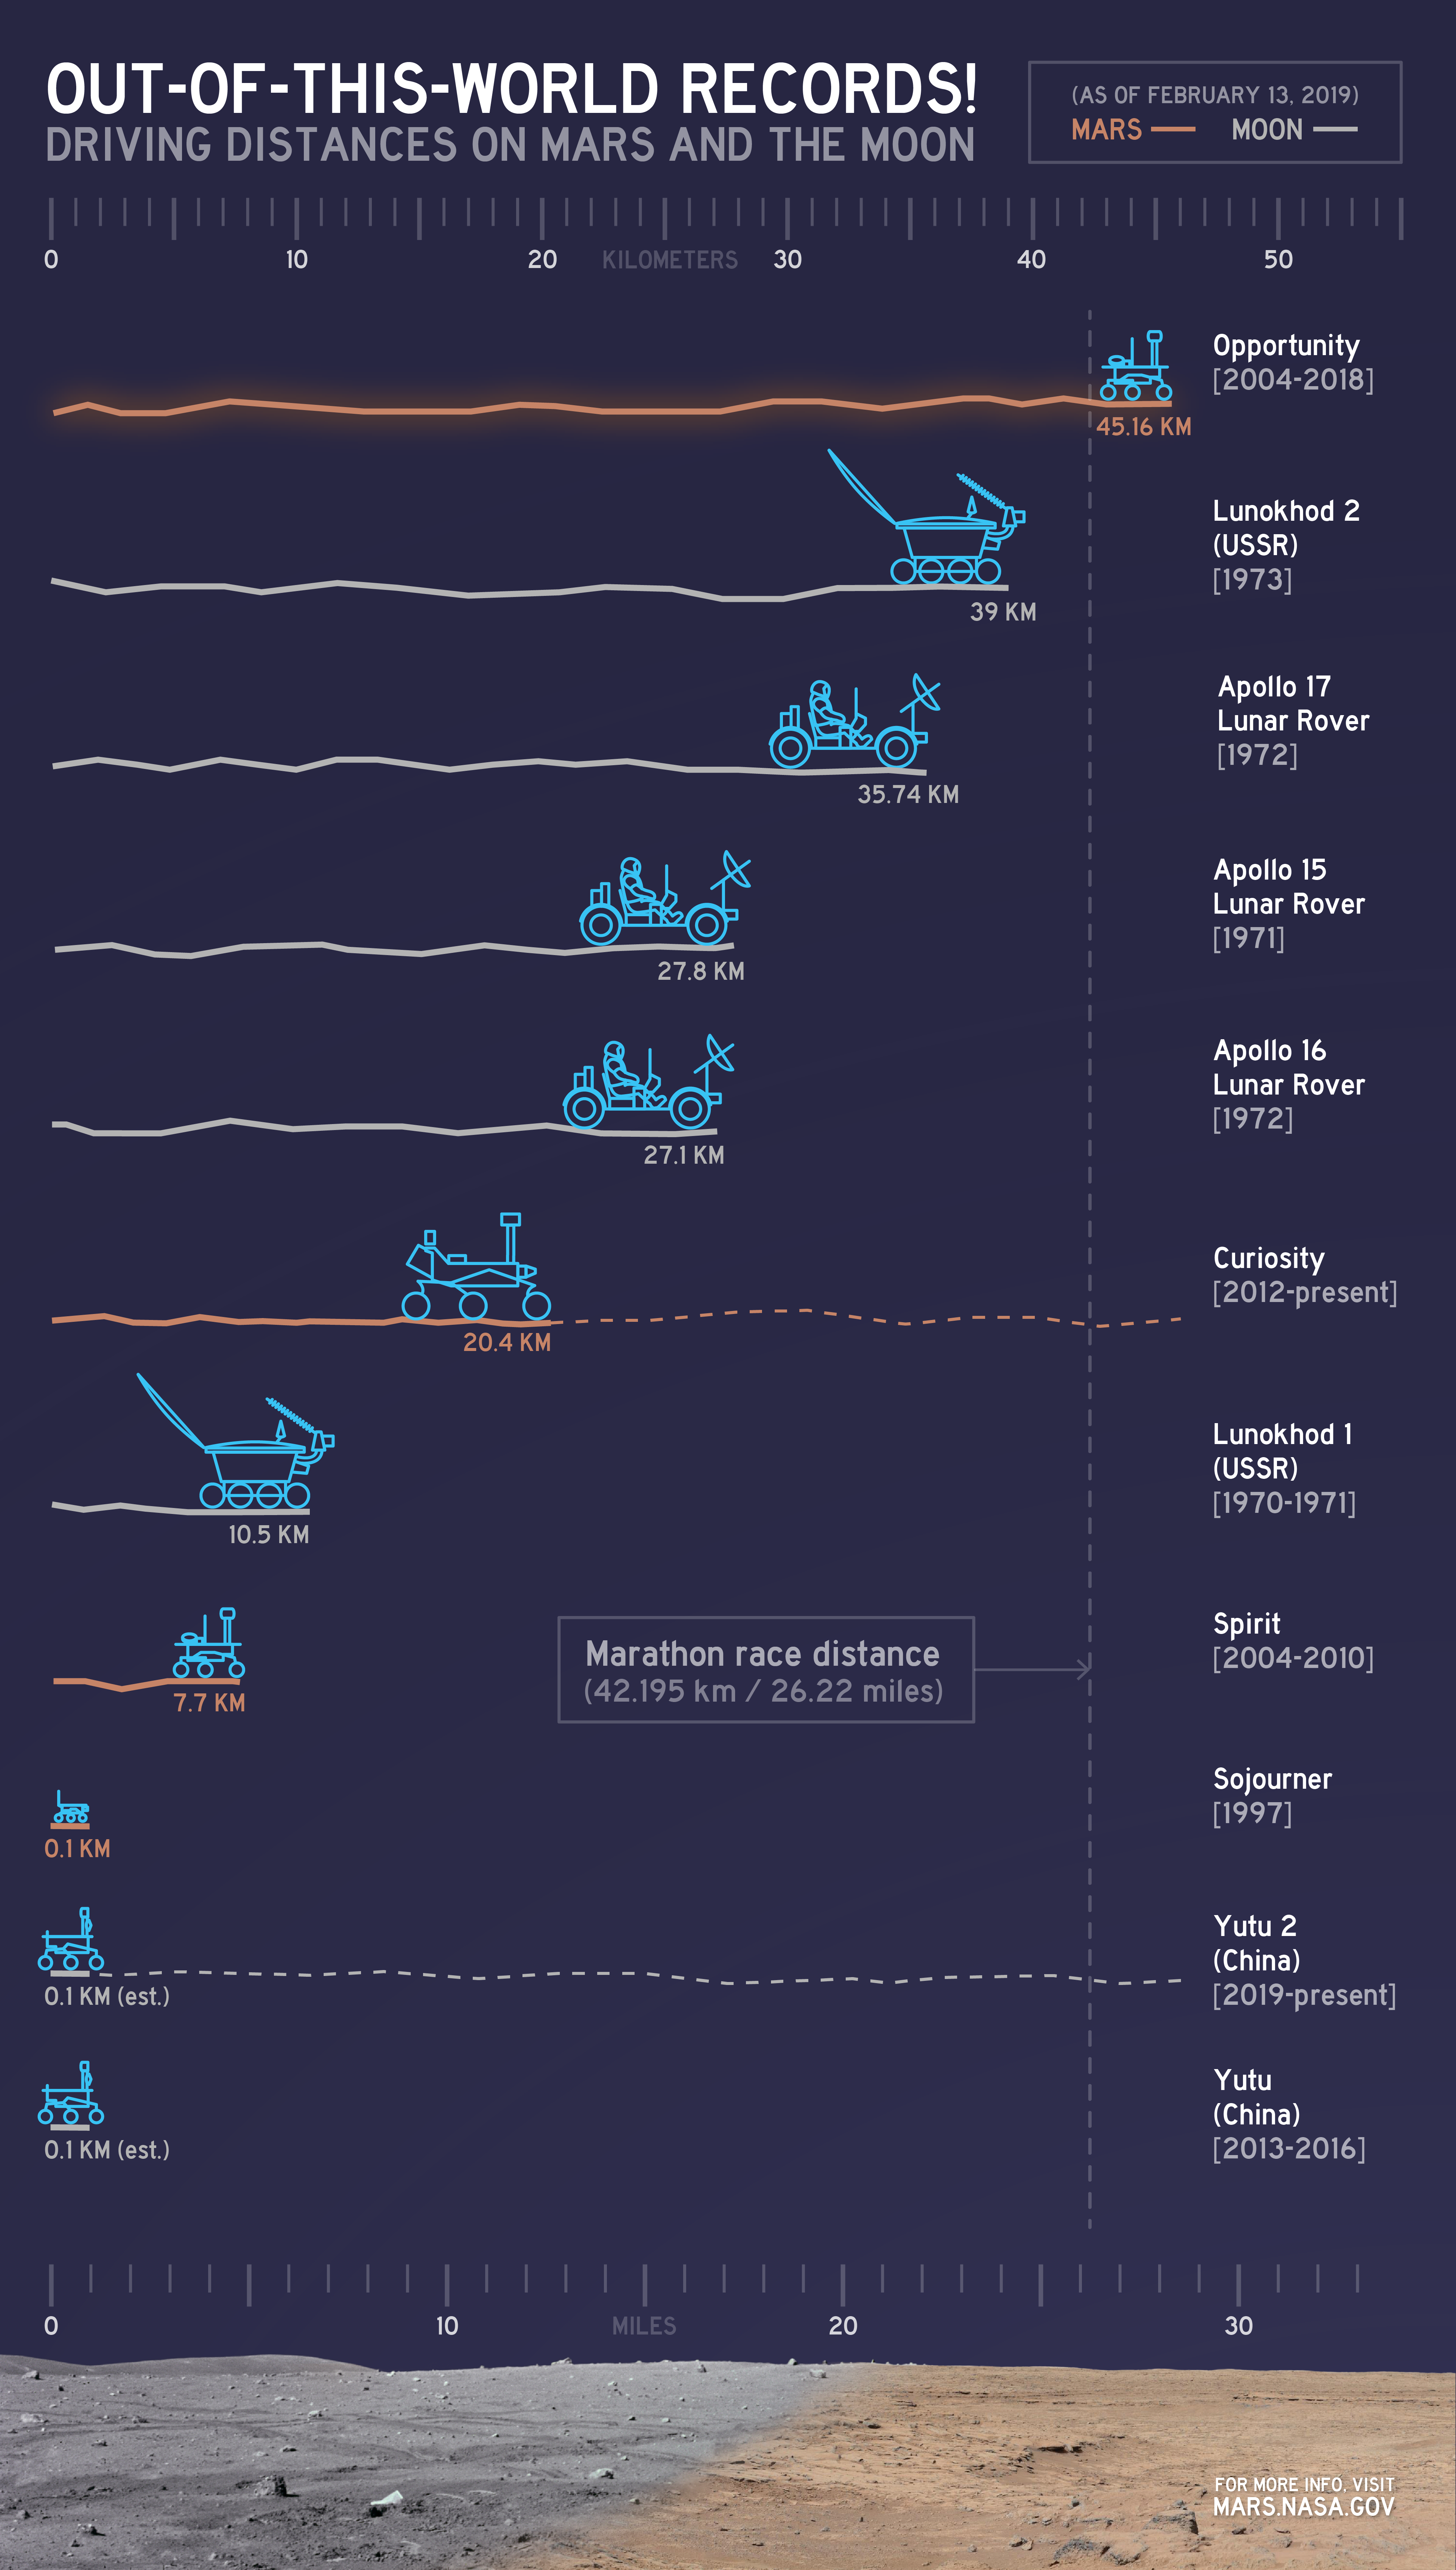 OUT-OF-THIS-WORLD RECORDS!
DRIVING DISTANCES ON MARS AND THE MOON
(AS OF FEBRUARY 13, 2019)
MARS MOON
0 10 20 KILOMETERS 30 40 50
Opportunity
[2004-2018]
45.16 KM
Lunokhod 2
(USSR)
[1973]
39 KM
Apollo 17
Lunar Rover
[1972]
35.74 KM
Apollo 15
Lunar Rover
[1971]
27.8 KM
Apollo 16
Lunar Rover
[1972]
27.1 KM
Curiosity
[2012-present]
20.4 KM
Lunokhod 1
(USSR)
[1970-1971]
10.5 KM
Spirit
[2004-2010]
7.7 KM
Marathon race distance
(42.195 km / 26.22 miles)
Sojourner
[1997]
0.1 KM
Yutu 2
(China)
[2019-present]
0.1 KM (est.)
Yutu
(China)
[2013-2016]
0.1 KM (est.)
0 10 MILES 20 30
FOR MORE INFO, VISIT
MARS.NASA.GOV